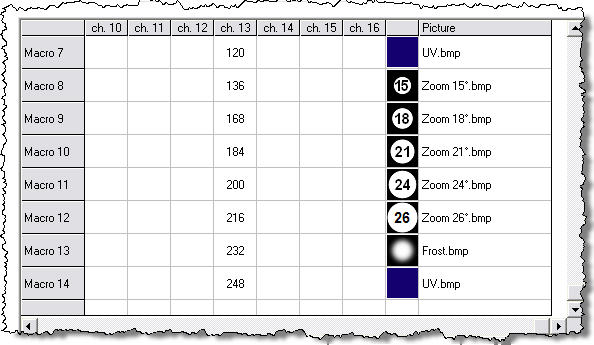 ch. 10 ch. 11 ch. 12 ch. 13 ch. 14 ch. 15 ch. 16 Picture
Macro 7 120 UV.bmp
Macro 8 136 15 Zoom 15°.bmp
Macro 9 168 18 Zoom 18°.bmp
Macro 10 184 21 Zoom 21°.bmp
Macro 11 200 24 Zoom 24°.bmp
Macro 12 216 26 Zoom 26°.bmp
Macro 13 232 Frost.bmp
Macro 14 248 UV.bmp